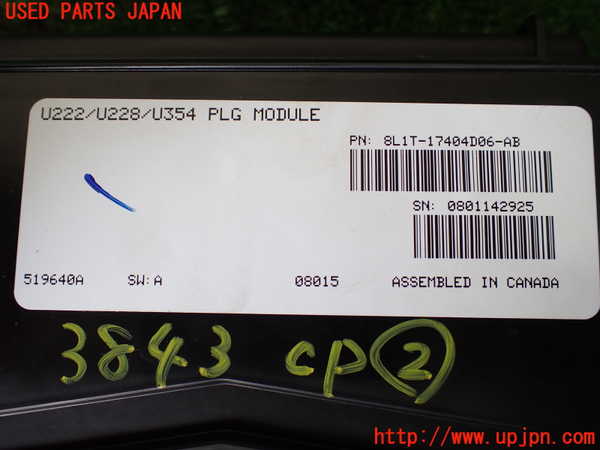 USED PARTS JAPAN
U222/U228/U354 PLG MODULE
PN: 8L1T-17404D06-AB
SN: 0801142925
519640A SW:A 08015 ASSEMBLED IN CANADA
3843 CP 2
http://www.upjpn.com/